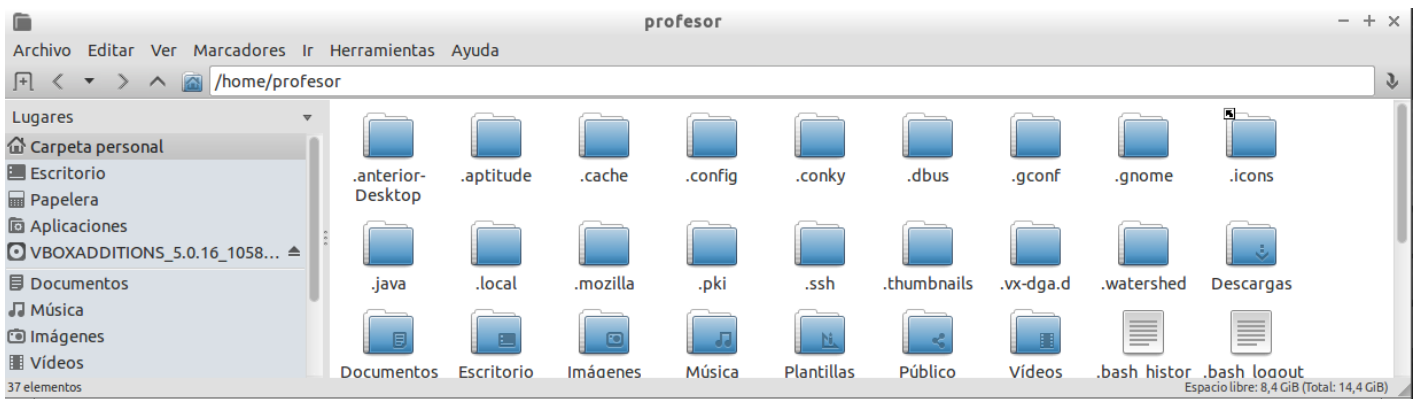 profesor
Archivo Editar Ver Marcadores Ir Herramientas Ayuda
/home/profesor
Lugares
Carpeta personal
Escritorio
Papelera
Aplicaciones
VBOXADDITIONS_5.0.16_1058...
Documentos
Música
Imágenes
Vídeos
.anterior-
Desktop
.aptitude
.cache
.config
.conky
.dbus
.gconf
.gnome
.icons
.java
.local
.mozilla
.pki
.ssh
.thumbnails
.vx-dga.d
.watershed
Descargas
Documentos
Escritorio
Imágenes
Música
Plantillas
Público
Vídeos
.bash_histor
.bash_logout
37 elementos
Espacio libre: 8,4 GiB (Total: 14,4 GiB)